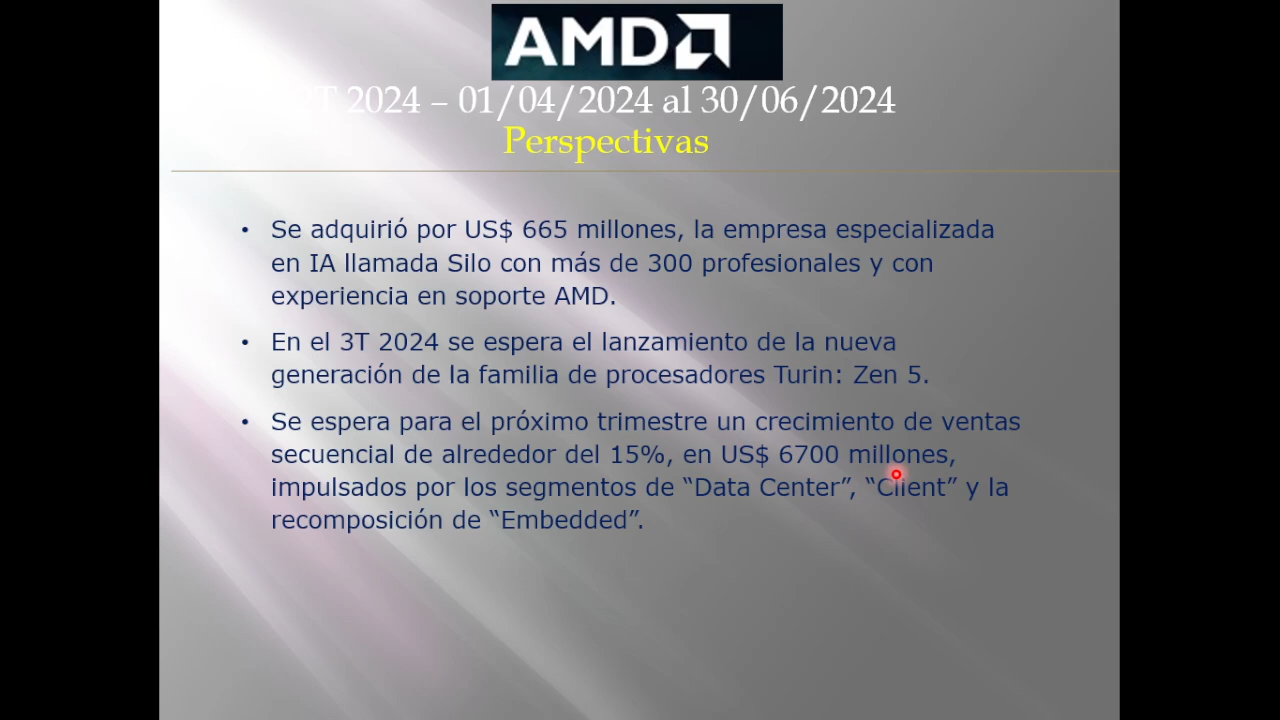 AMD
2T 2024 – 01/04/2024 al 30/06/2024
Perspectivas
• Se adquirió por US$ 665 millones, la empresa especializada
en IA llamada Silo con más de 300 profesionales y con
experiencia en soporte AMD.
• En el 3T 2024 se espera el lanzamiento de la nueva
generación de la familia de procesadores Turin: Zen 5.
• Se espera para el próximo trimestre un crecimiento de ventas
secuencial de alrededor del 15%, en US$ 6700 millones,
impulsados por los segmentos de “Data Center”, “Client” y la
recomposición de “Embedded”.